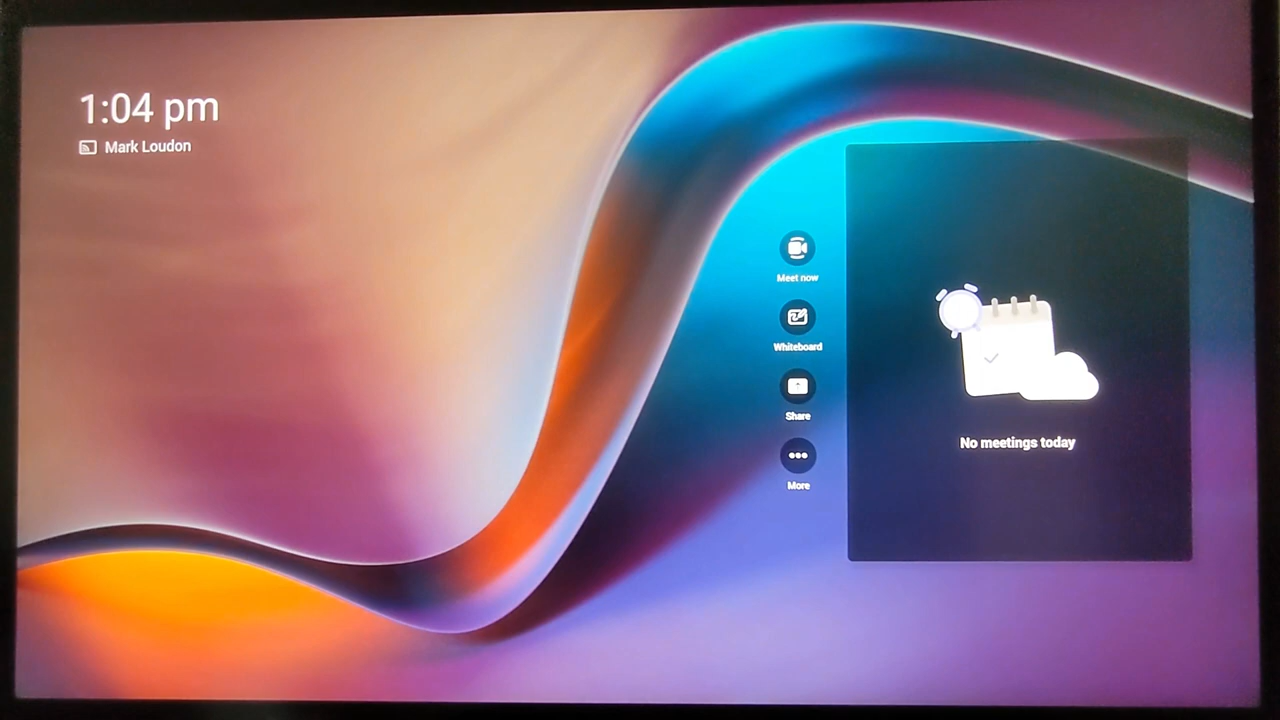 1:04 pm
Mark Loudon
Meet now
Whiteboard
Share
More
No meetings today